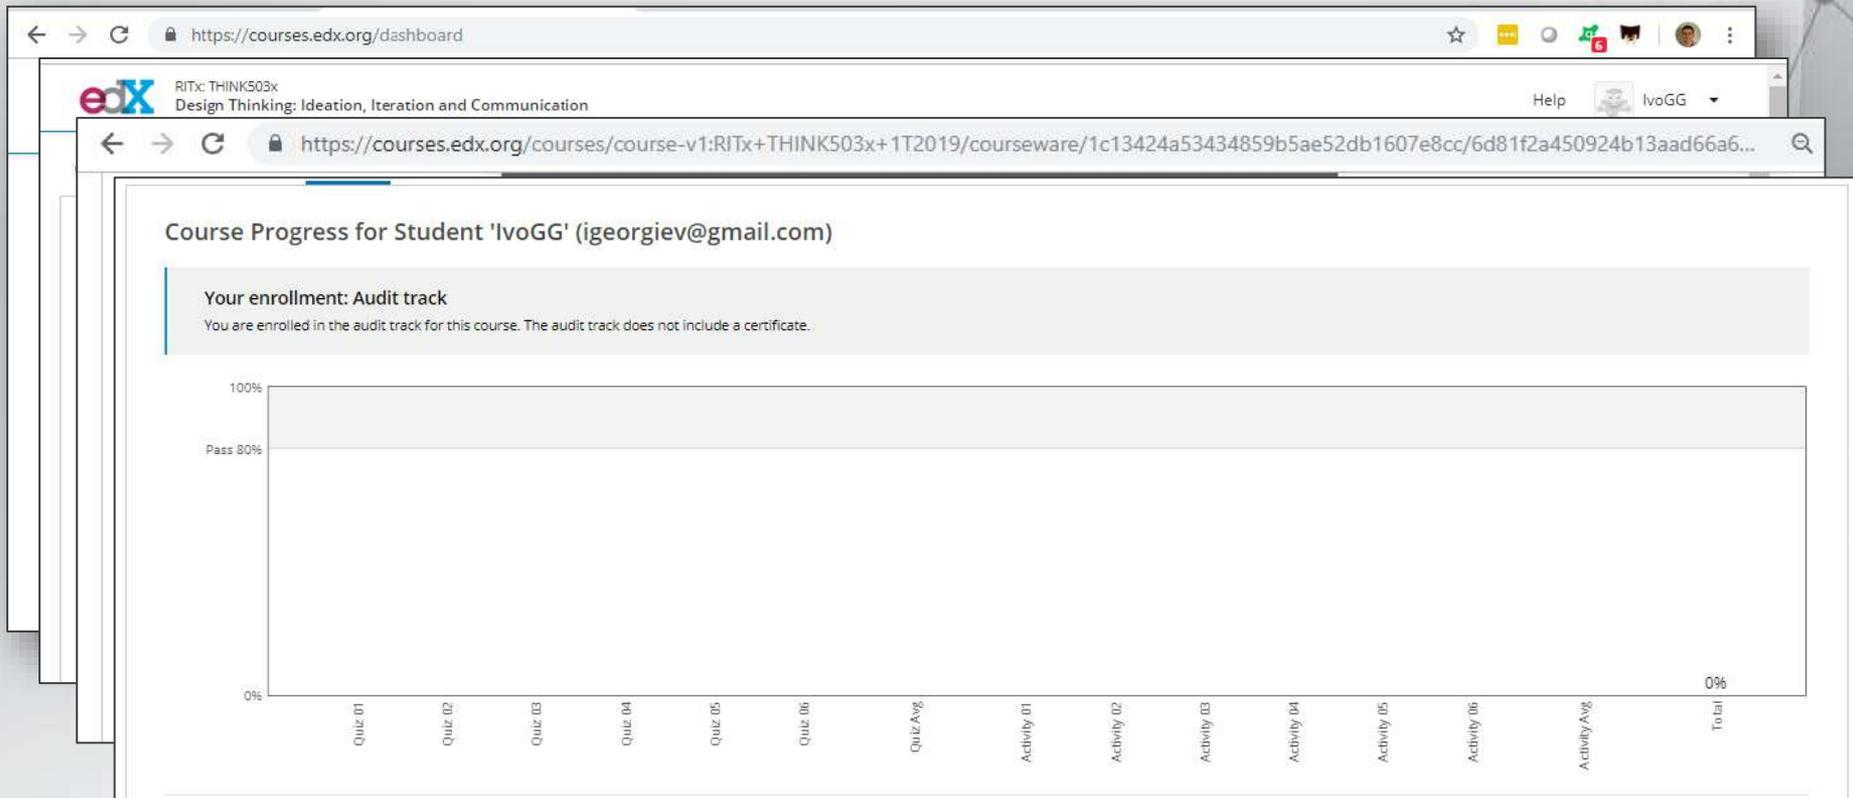 https://courses.edx.org/dashboard
6
edX
RITx: THINK503x
Design Thinking: Ideation, Iteration and Communication
Help
IvoGG
https://courses.edx.org/courses/course-v1:RITx+THINK503x+1T2019/courseware/1c13424a53434859b5ae52db1607e8cc/6d81f2a450924b13aad66a6...
Course Progress for Student 'IvoGG' (igeorgiev@gmail.com)
Your enrollment: Audit track
You are enrolled in the audit track for this course. The audit track does not include a certificate.
100%
Pass 80%
0%
0%
Quiz 01
Quiz 02
Quiz 03
Quiz 04
Quiz 05
Quiz 06
Quiz Avg
Activity 01
Activity 02
Activity 03
Activity 04
Activity 05
Activity 06
Activity Avg
Total